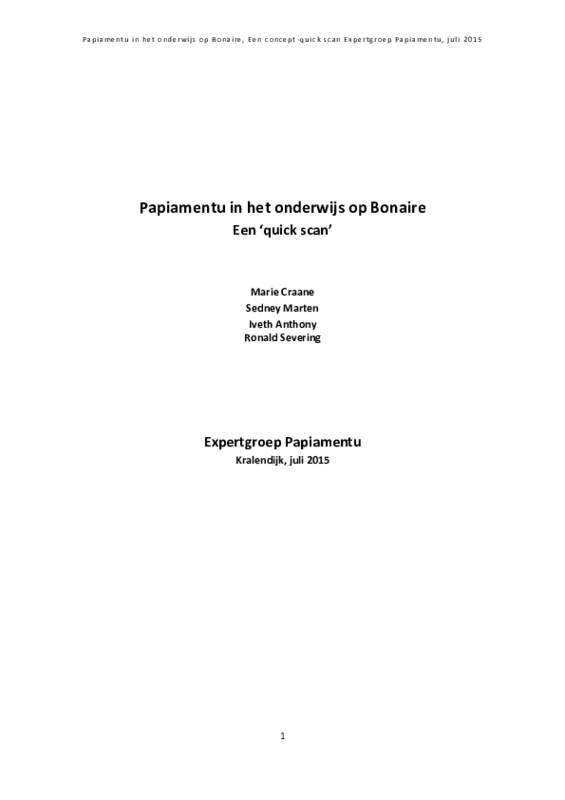 Papiamentu in het onderwijs op Bonaire, Een concept-quick scan Expertgroep Papiamentu, juli 2015
Papiamentu in het onderwijs op Bonaire
Een ‘quick scan’
Marie Craane
Sedney Marten
Iveth Anthony
Ronald Severing
Expertgroep Papiamentu
Kralendijk, juli 2015
1